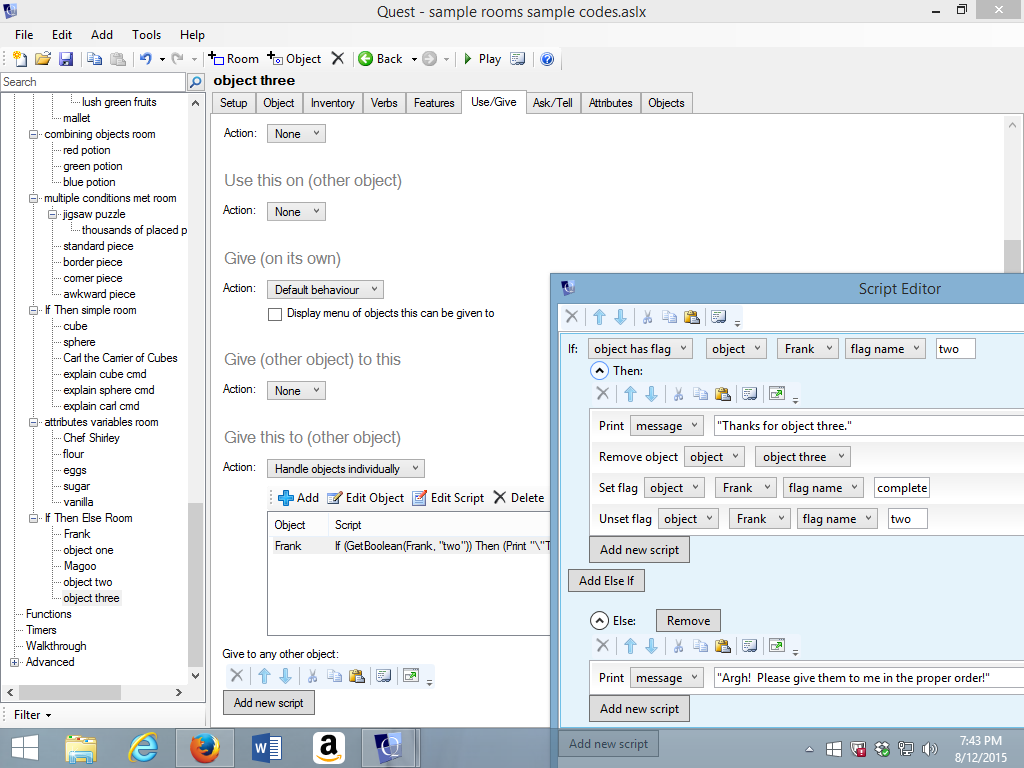 Quest - sample rooms sample codes.aslx
File Edit Add Tools Help
Room Object Back Play
Search
object three
Setup Object Inventory Verbs Features Use/Give Ask/Tell Attributes Objects
lush green fruits
mallet
combining objects room
red potion
green potion
blue potion
multiple conditions met room
jigsaw puzzle
thousands of placed p
standard piece
border piece
corner piece
awkward piece
If Then simple room
cube
sphere
Carl the Carrier of Cubes
explain cube cmd
explain sphere cmd
explain carl cmd
attributes variables room
Chef Shirley
flour
eggs
sugar
vanilla
If Then Else Room
Frank
object one
Magoo
object two
object three
Functions
Timers
Walkthrough
Advanced
Filter
Action: None
Use this on (other object)
Action: None
Give (on its own)
Action: Default behaviour
Display menu of objects this can be given to
Give (other object) to this
Action: None
Give this to (other object)
Action: Handle objects individually
Add Edit Object Edit Script Delete
Object Script
Frank If (GetBoolean(Frank, "two")) Then (Print "\"T
Give to any other object:
Add new script
Script Editor
If: object has flag object Frank flag name two
Then:
Print message "Thanks for object three."
Remove object object object three
Set flag object Frank flag name complete
Unset flag object Frank flag name two
Add new script
Add Else If
Else: Remove
Print message "Argh!  Please give them to me in the proper order!"
Add new script
Add new script
7:43 PM
8/12/2015